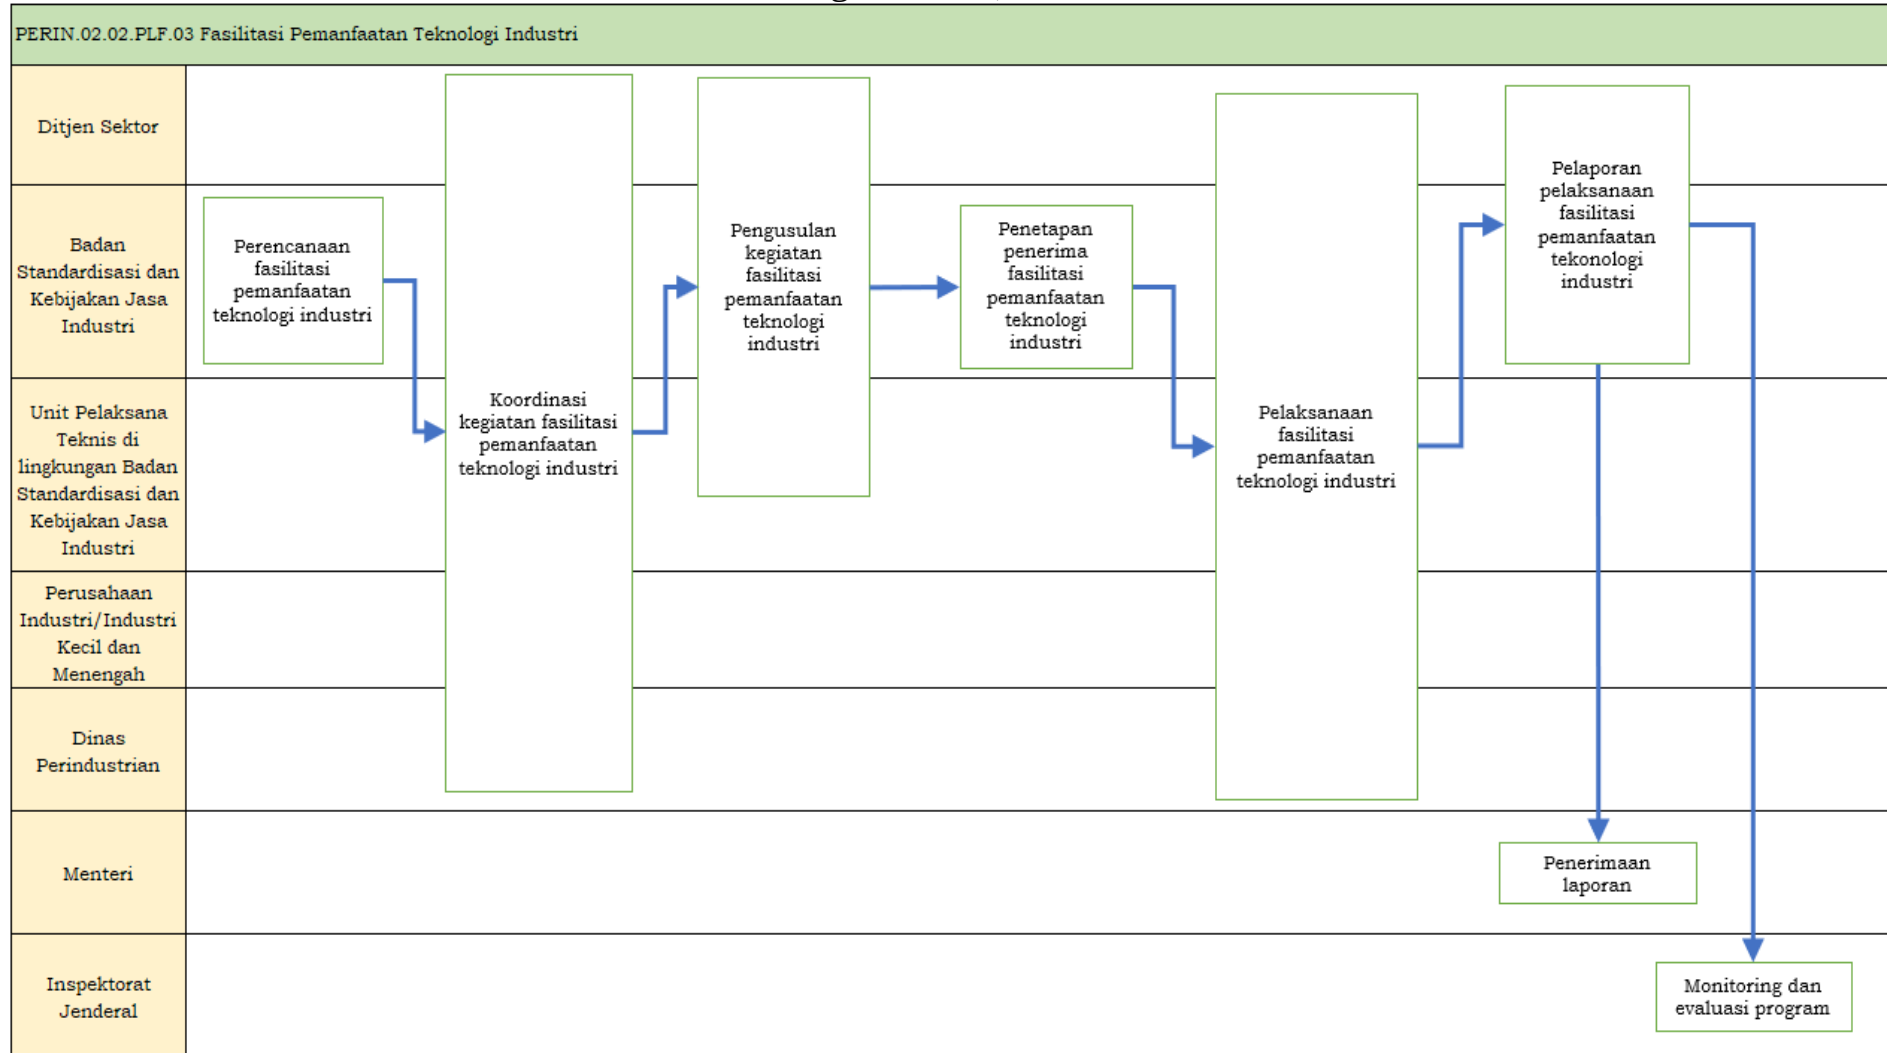 PERIN.02.02.PLF.03 Fasilitasi Pemanfaatan Teknologi Industri
Ditjen Sektor
Badan
Standardisasi dan
Kebijakan Jasa
Industri
Unit Pelaksana
Teknis di
lingkungan Badan
Standardisasi dan
Kebijakan Jasa
Industri
Perusahaan
Industri/Industri
Kecil dan
Menengah
Dinas
Perindustrian
Menteri
Inspektorat
Jenderal
Perencanaan
fasilitasi
pemanfaatan
teknologi industri
Koordinasi
kegiatan fasilitasi
pemanfaatan
teknologi industri
Pengusulan
kegiatan
fasilitasi
pemanfaatan
teknologi
industri
Penetapan
penerima
fasilitasi
pemanfaatan
teknologi
industri
Pelaksanaan
fasilitasi
pemanfaatan
teknologi industri
Pelaporan
pelaksanaan
fasilitasi
pemanfaatan
tekonologi
industri
Penerimaan
laporan
Monitoring dan
evaluasi program